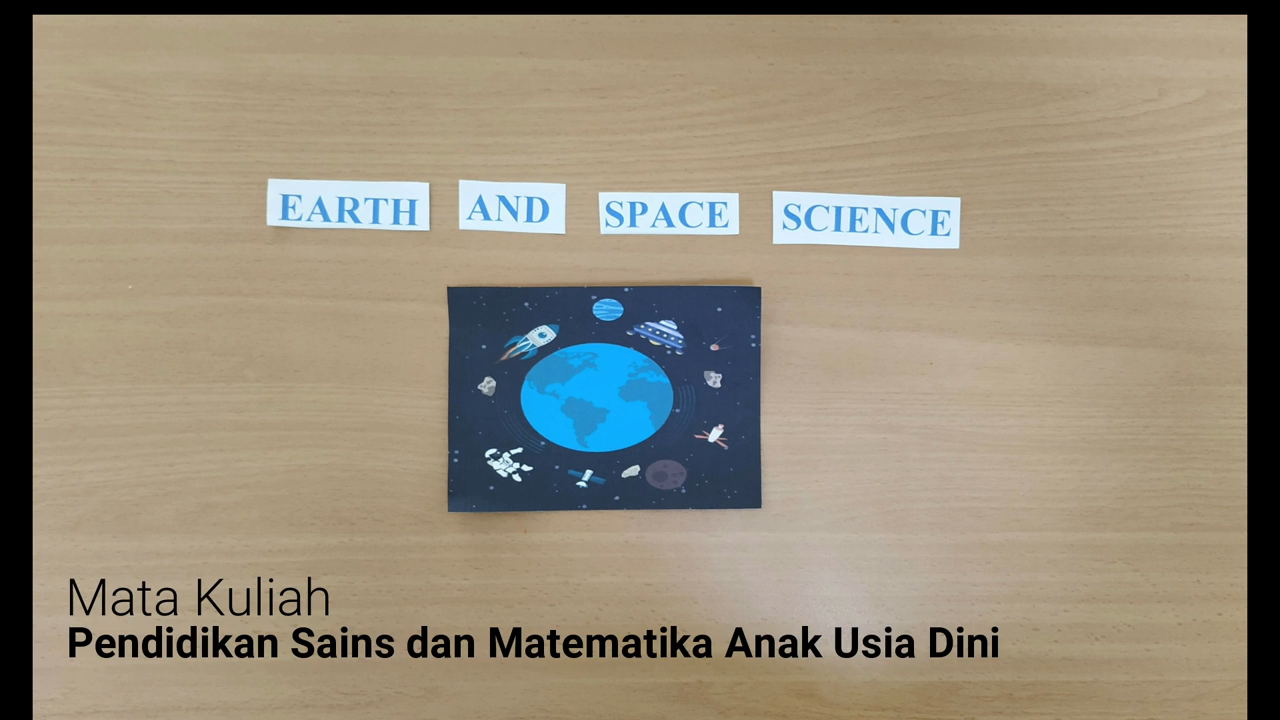 EARTH AND SPACE SCIENCE
Mata Kuliah
Pendidikan Sains dan Matematika Anak Usia Dini